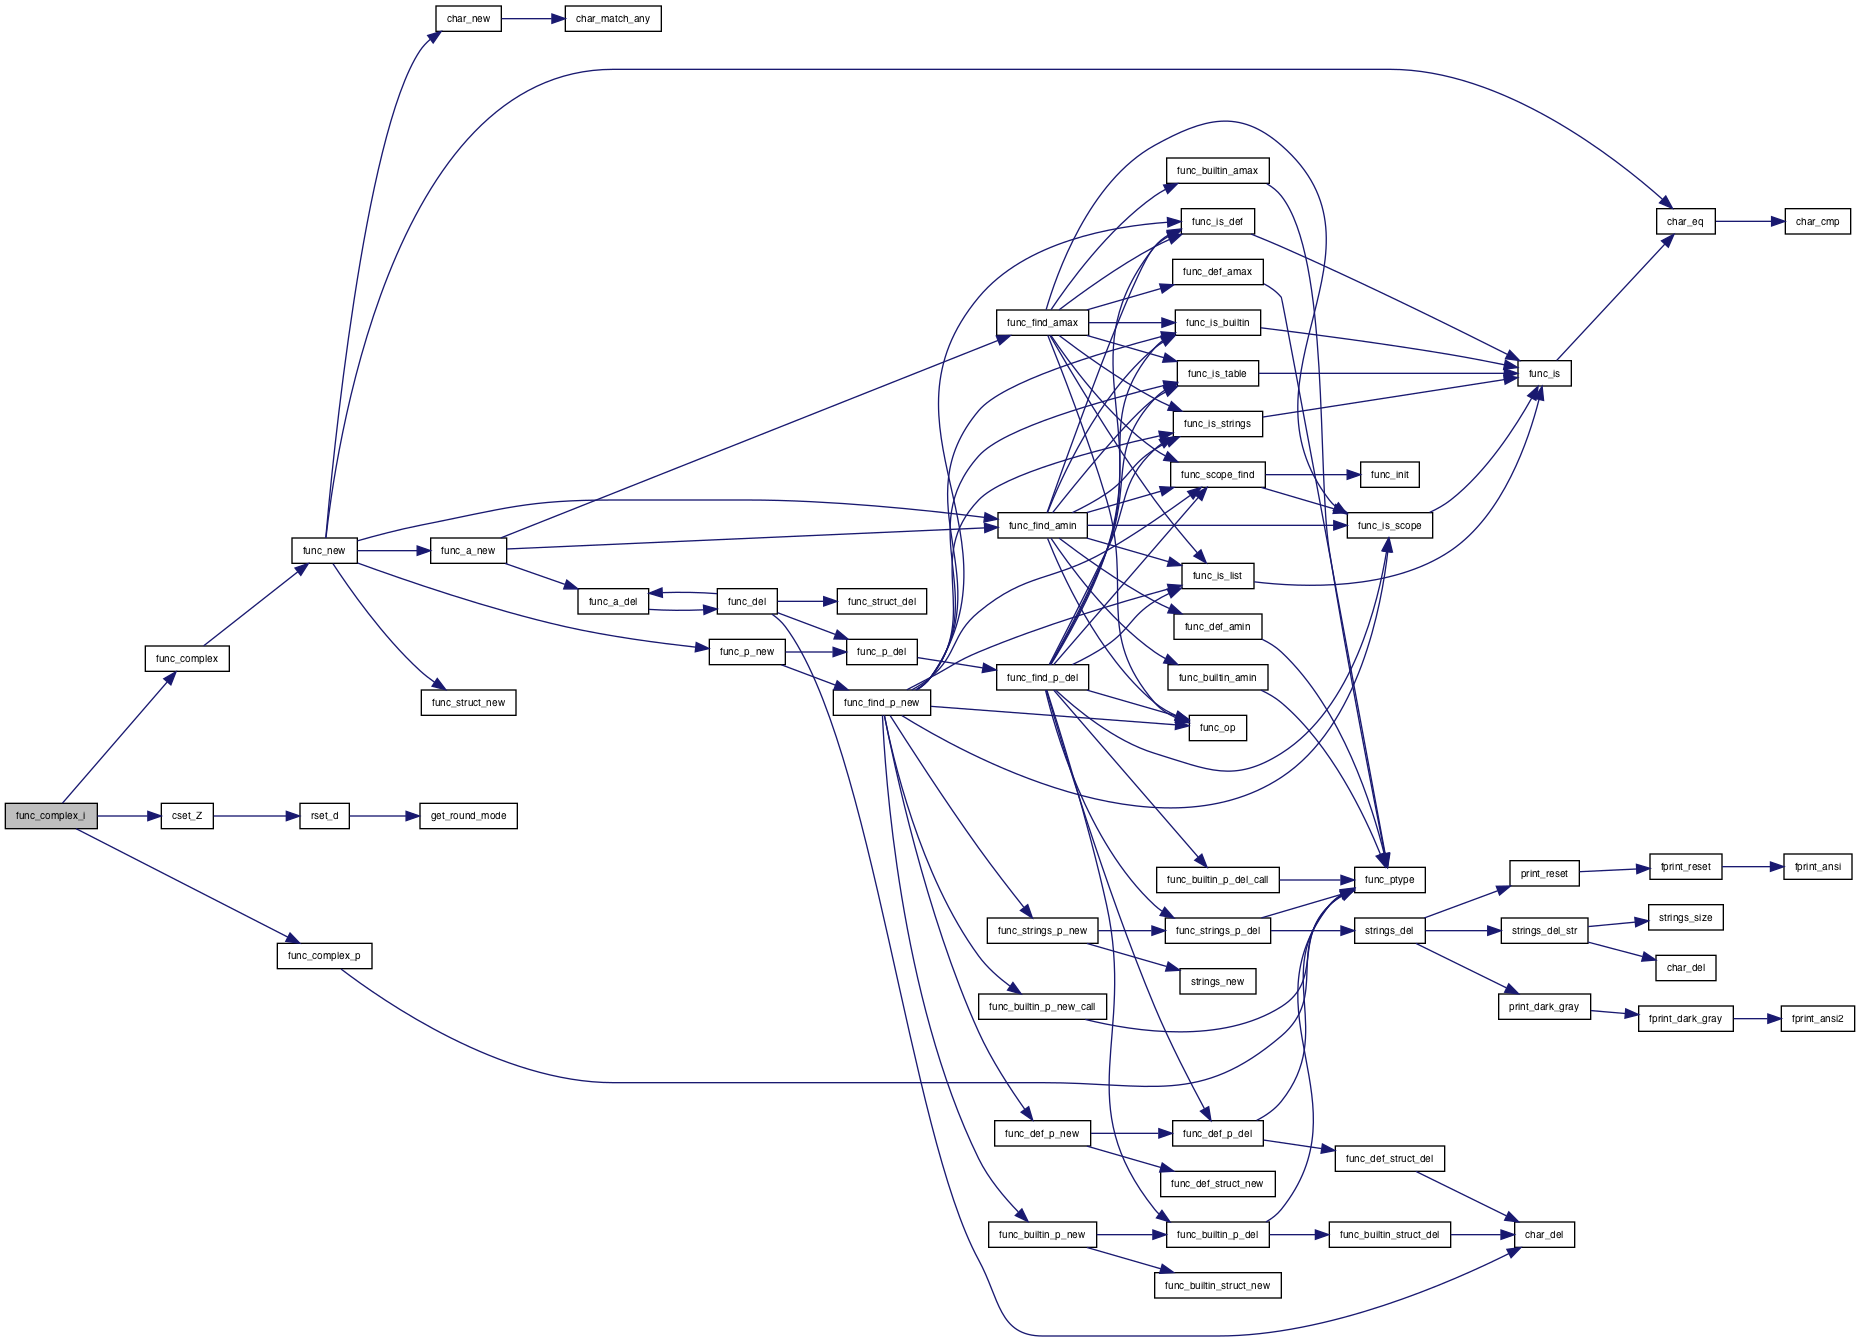 char_new
char_match_any
func_builtin_amax
func_is_def
char_eq
char_cmp
func_def_amax
func_find_amax
func_is_builtin
func_is_table
func_is
func_is_strings
func_scope_find
func_init
func_find_amin
func_is_scope
func_new
func_a_new
func_is_list
func_a_del
func_del
func_struct_del
func_def_amin
func_complex
func_p_new
func_p_del
func_find_p_del
func_builtin_amin
func_struct_new
func_find_p_new
func_op
func_complex_i
cset_Z
rset_d
get_round_mode
func_builtin_p_del_call
func_ptype
print_reset
fprint_reset
fprint_ansi
func_strings_p_new
func_strings_p_del
strings_del
strings_del_str
strings_size
func_complex_p
strings_new
char_del
func_builtin_p_new_call
print_dark_gray
fprint_dark_gray
fprint_ansi2
func_def_p_new
func_def_p_del
func_def_struct_del
func_def_struct_new
func_builtin_p_new
func_builtin_p_del
func_builtin_struct_del
char_del
func_builtin_struct_new